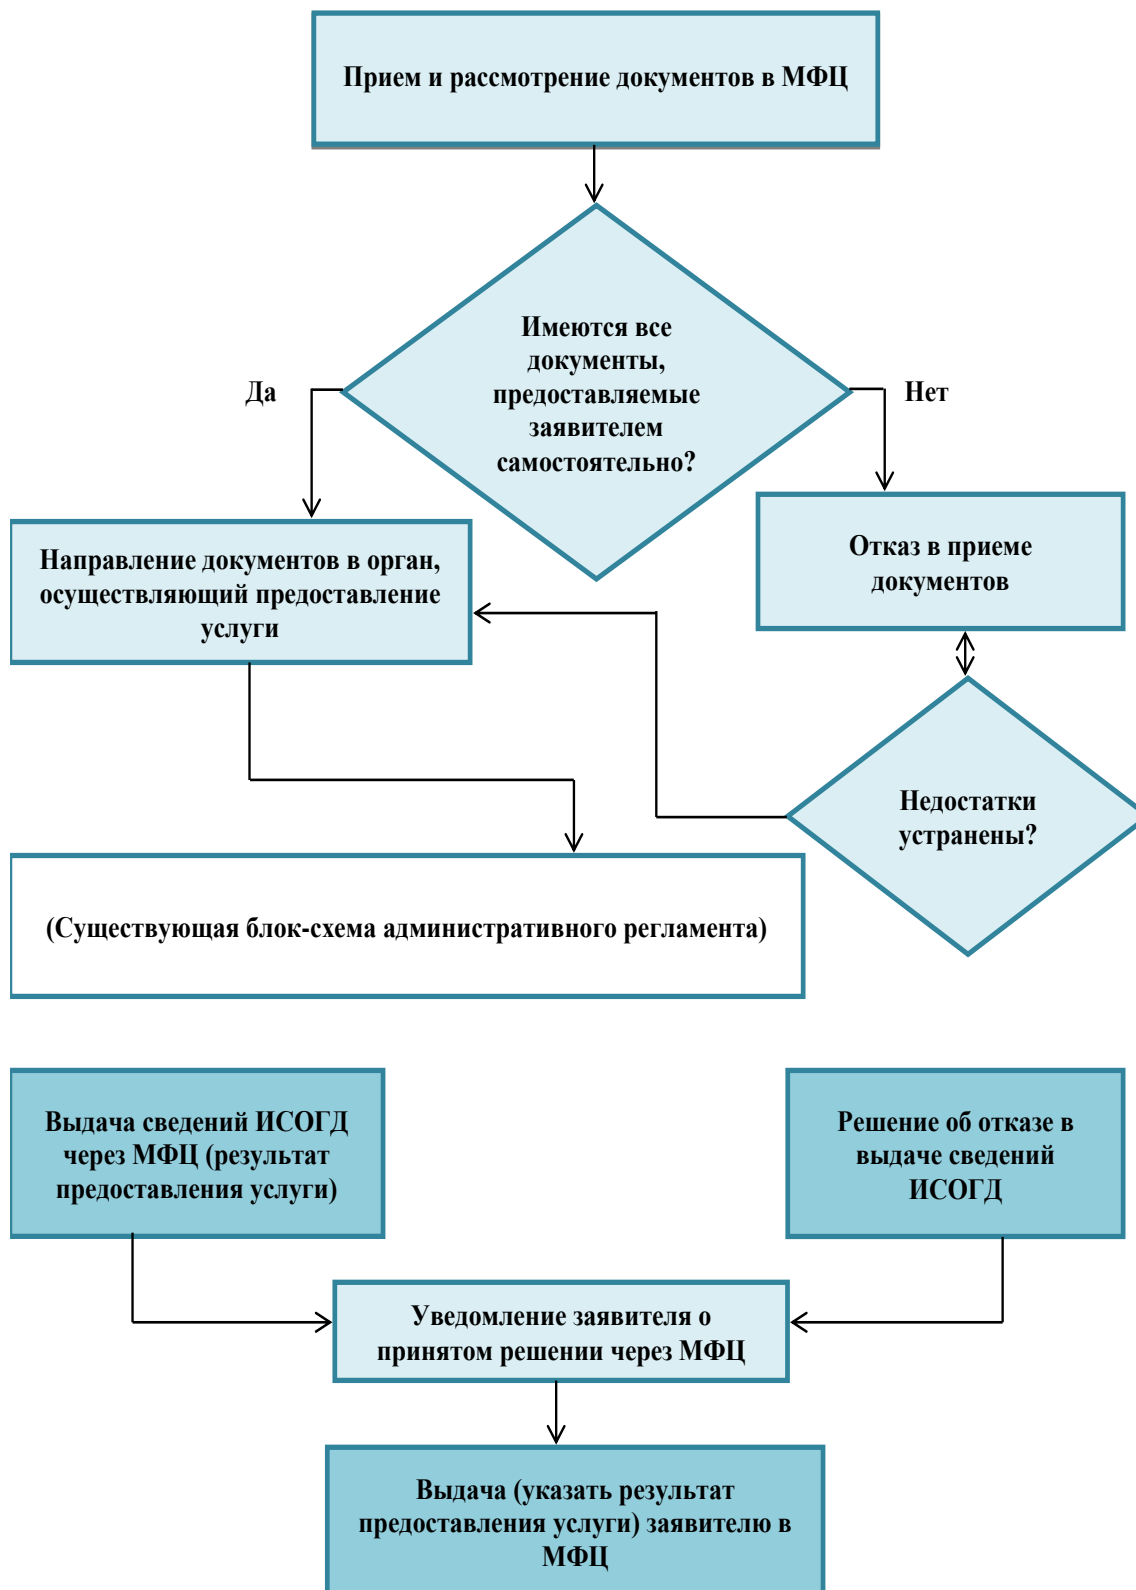 Прием и рассмотрение документов в МФЦ
Имеются все
документы,
предоставляемые
заявителем
самостоятельно?
Да
Нет
Направление документов в орган,
осуществляющий предоставление
услуги
Отказ в приеме
документов
Недостатки
устранены?
(Существующая блок-схема административного регламента)
Выдача сведений ИСОГД
через МФЦ (результат
предоставления услуги)
Решение об отказе в
выдаче сведений
ИСОГД
Уведомление заявителя о
принятом решении через МФЦ
Выдача (указать результат
предоставления услуги) заявителю в
МФЦ